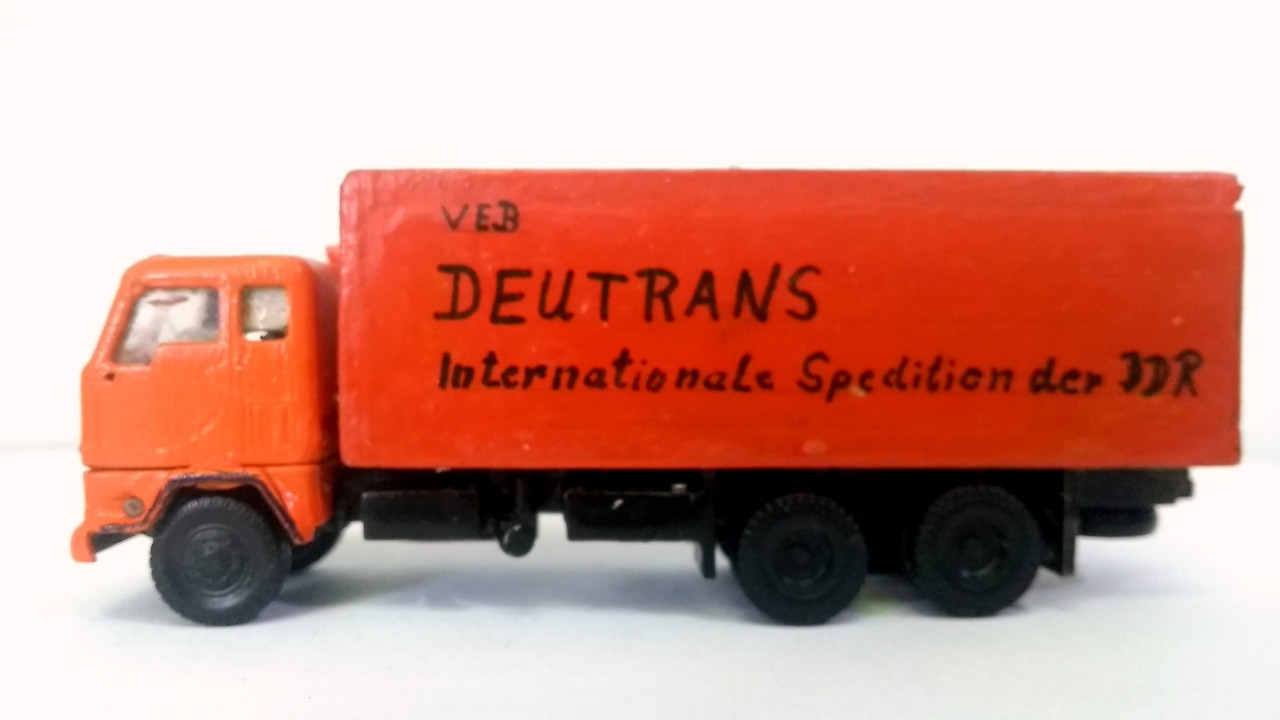 VEB
DEUTRANS
Internationale Spedition der DDR